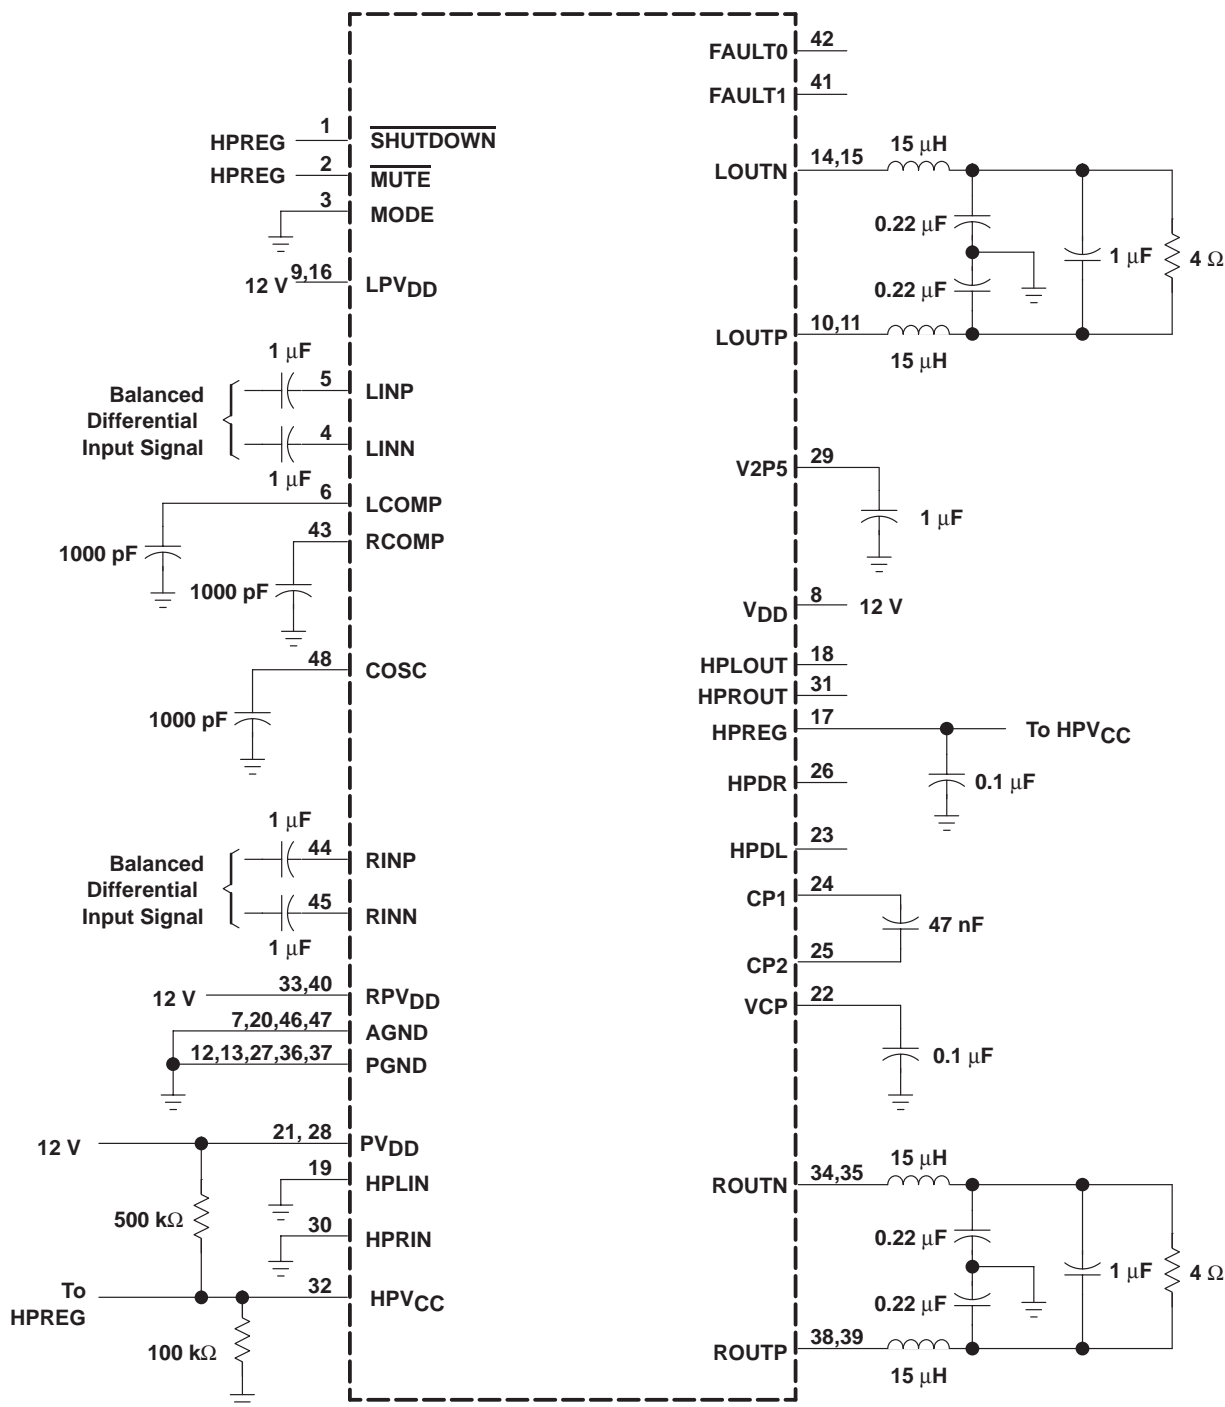 FAULT0 42
FAULT1 41
HPREG 1 SHUTDOWN
HPREG 2 MUTE
3 MODE
12 V 9,16 LPVDD
1 μF
Balanced
Differential
Input Signal
5 LINP
4 LINN
1 μF
6 LCOMP
1000 pF
43 RCOMP
1000 pF
48 COSC
1000 pF
1 μF
Balanced
Differential
Input Signal
44 RINP
45 RINN
1 μF
12 V 33,40 RPVDD
7,20,46,47 AGND
12,13,27,36,37 PGND
12 V 21, 28 PVDD
19 HPLIN
500 kΩ
30 HPRIN
To
HPREG
32 HPVCC
100 kΩ
LOUTN 14,15 15 μH
0.22 μF
1 μF 4 Ω
0.22 μF
LOUTP 10,11
15 μH
V2P5 29
1 μF
VDD 8 12 V
HPLOUT 18
HPROUT 31
HPREG 17 To HPVCC
0.1 μF
HPDR 26
HPDL 23
CP1 24
47 nF
CP2 25
VCP 22
0.1 μF
ROUTN 34,35 15 μH
0.22 μF
1 μF 4 Ω
0.22 μF
ROUTP 38,39
15 μH